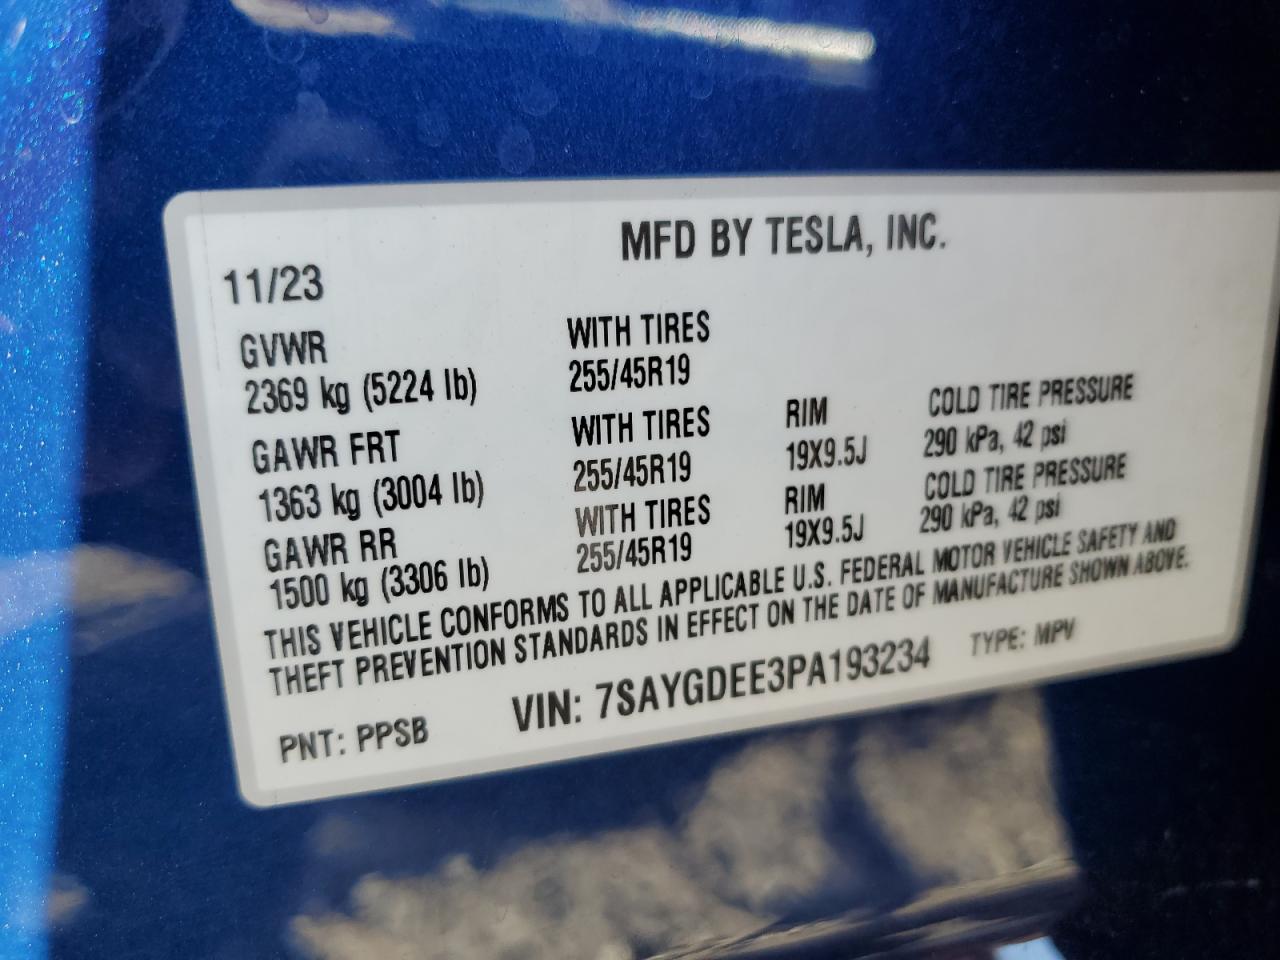 MFD BY TESLA, INC.
11/23
GVWR
2369 kg (5224 lb)
WITH TIRES
255/45R19
GAWR FRT
1363 kg (3004 lb)
WITH TIRES
255/45R19
RIM
19X9.5J
COLD TIRE PRESSURE
290 kPa, 42 psi
GAWR RR
1500 kg (3306 lb)
WITH TIRES
255/45R19
RIM
19X9.5J
COLD TIRE PRESSURE
290 kPa, 42 psi
THIS VEHICLE CONFORMS TO ALL APPLICABLE U.S. FEDERAL MOTOR VEHICLE SAFETY AND
THEFT PREVENTION STANDARDS IN EFFECT ON THE DATE OF MANUFACTURE SHOWN ABOVE.
PNT: PPSB VIN: 7SAYGDEE3PA193234 TYPE: MPV